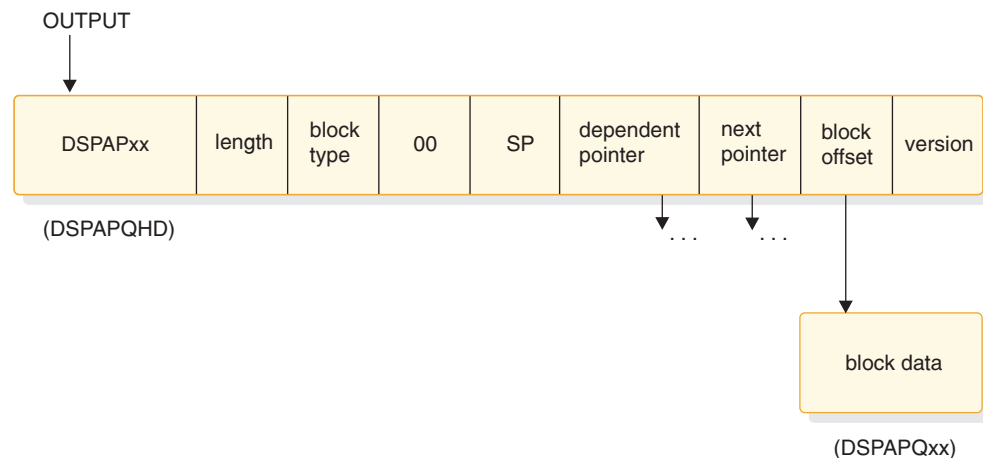 OUTPUT
DSPAPxx
length
block
type
00
SP
dependent
pointer
next
pointer
block
offset
version
(DSPAPQHD)
. . .
. . .
block data
(DSPAPQxx)